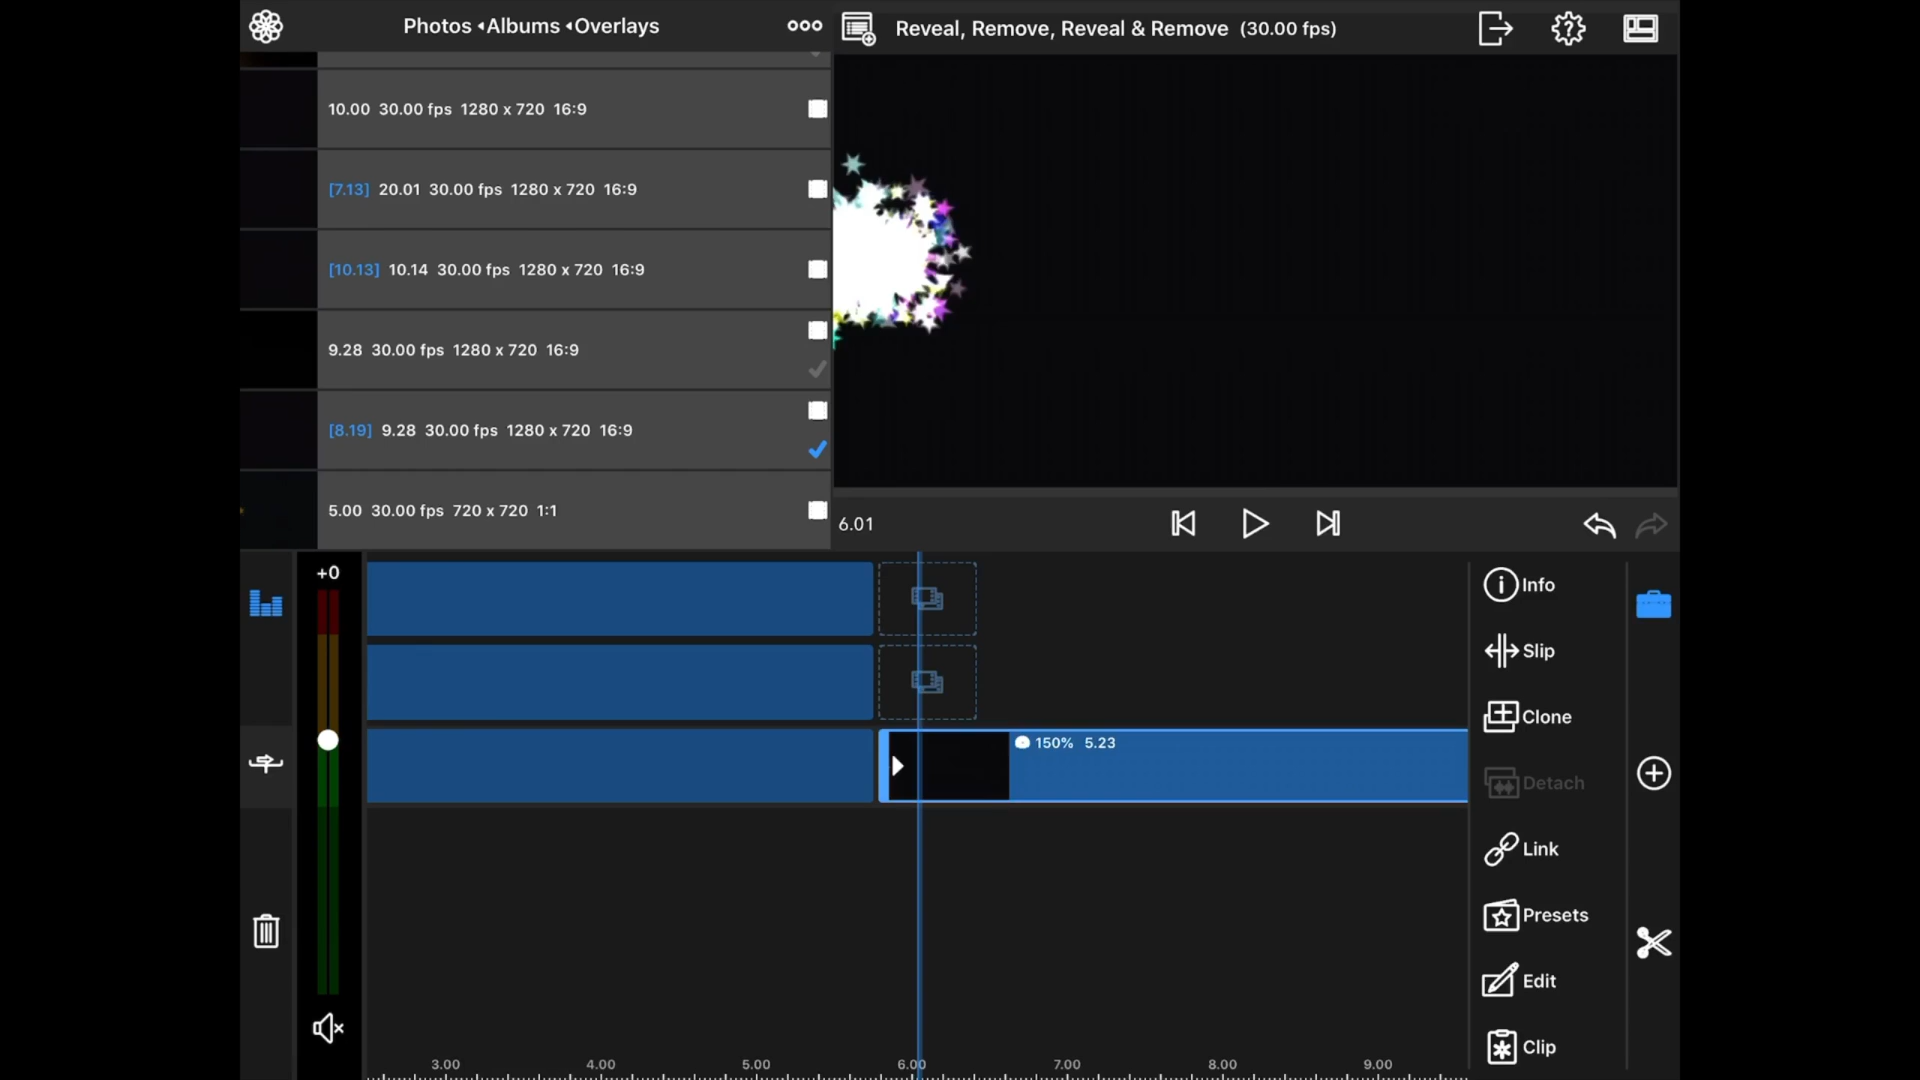 Photos ◂Albums ◂Overlays
Reveal, Remove, Reveal & Remove (30.00 fps)
10.00 30.00 fps 1280 x 720 16:9
[7.13] 20.01 30.00 fps 1280 x 720 16:9
[10.13] 10.14 30.00 fps 1280 x 720 16:9
9.28 30.00 fps 1280 x 720 16:9
[8.19] 9.28 30.00 fps 1280 x 720 16:9
5.00 30.00 fps 720 x 720 1:1
6.01
+0
150% 5.23
Info
Slip
Clone
Detach
Link
Presets
Edit
Clip
3.00 4.00 5.00 6.00 7.00 8.00 9.00